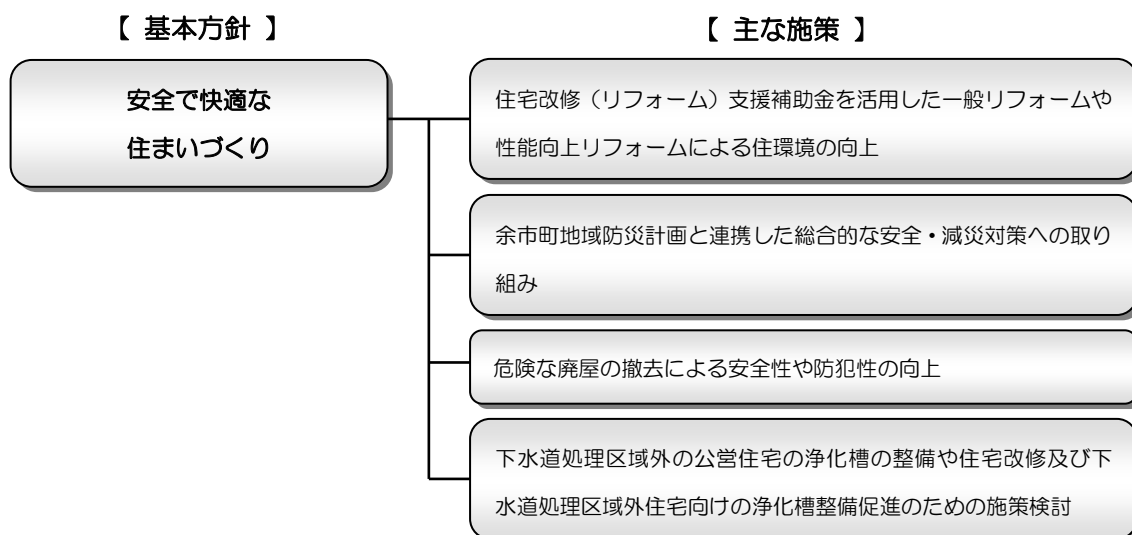 【 基本方針 】
【 主な施策 】
安全で快適な
住まいづくり
住宅改修（リフォーム）支援補助金を活用した一般リフォームや
性能向上リフォームによる住環境の向上
余市町地域防災計画と連携した総合的な安全・減災対策への取り
組み
危険な廃屋の撤去による安全性や防犯性の向上
下水道処理区域外の公営住宅の浄化槽の整備や住宅改修及び下
水道処理区域外住宅向けの浄化槽整備促進のための施策検討